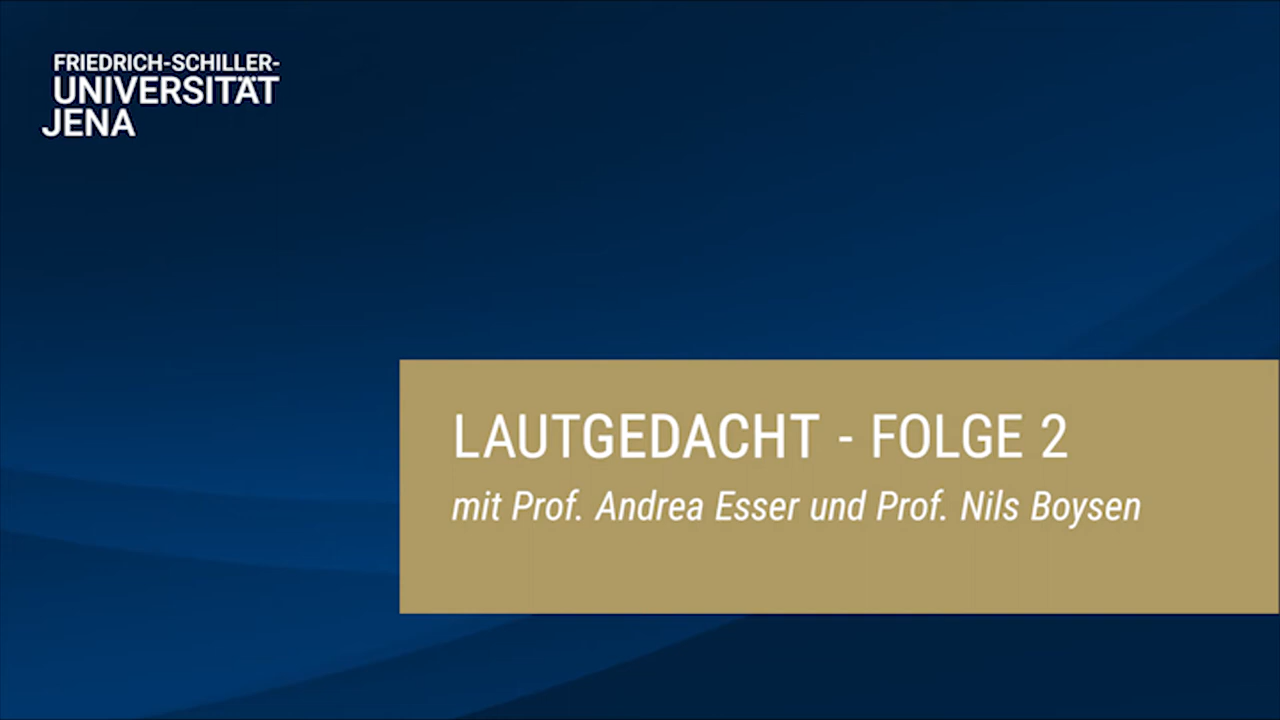 FRIEDRICH-SCHILLER-
UNIVERSITÄT
JENA
LAUTGEDACHT - FOLGE 2
mit Prof. Andrea Esser und Prof. Nils Boysen